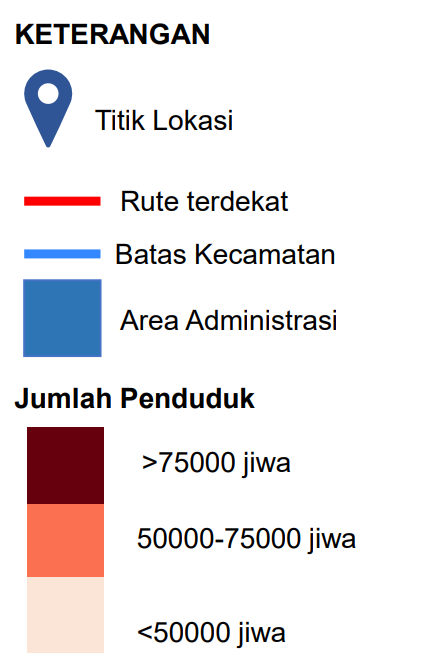 KETERANGAN
Titik Lokasi
Rute terdekat
Batas Kecamatan
Area Administrasi
Jumlah Penduduk
>75000 jiwa
50000-75000 jiwa
<50000 jiwa